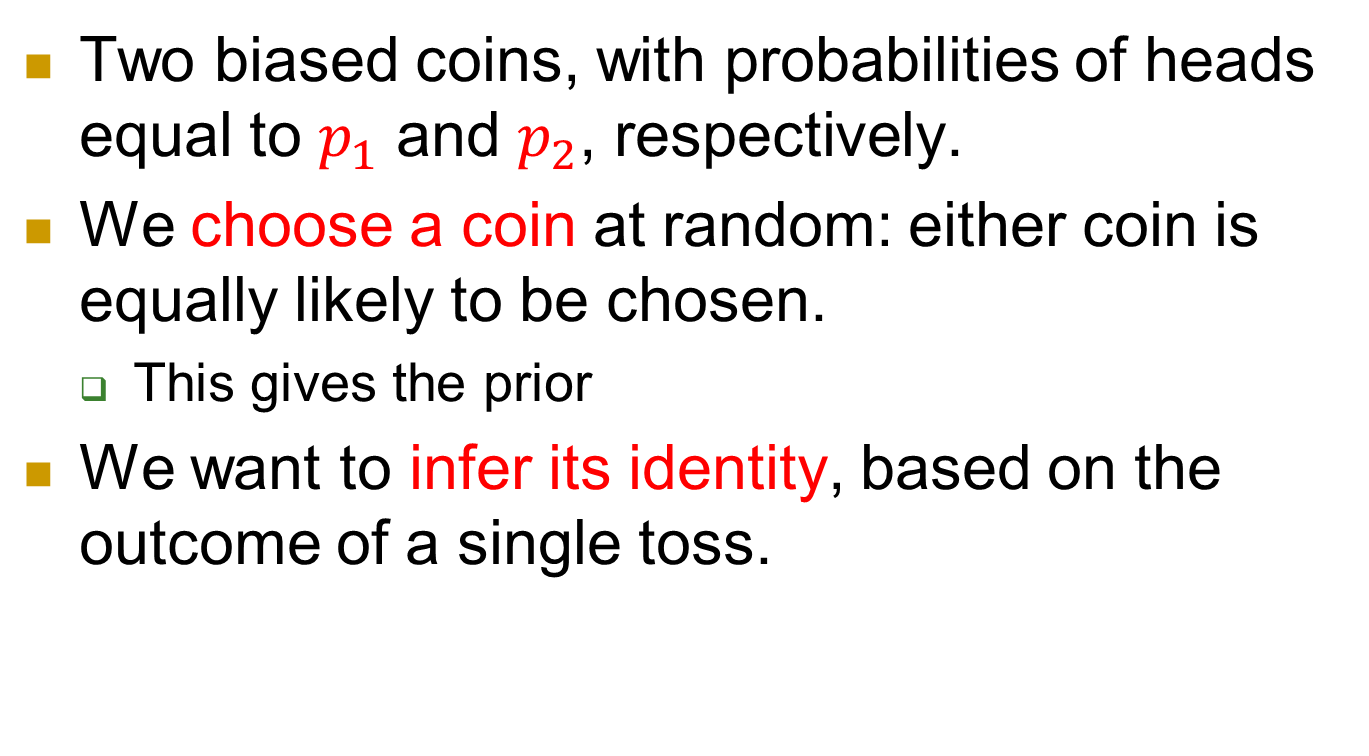 Two biased coins, with probabilities of heads
equal to p₁ and p₂, respectively.
We choose a coin at random: either coin is
equally likely to be chosen.
This gives the prior
We want to infer its identity, based on the
outcome of a single toss.